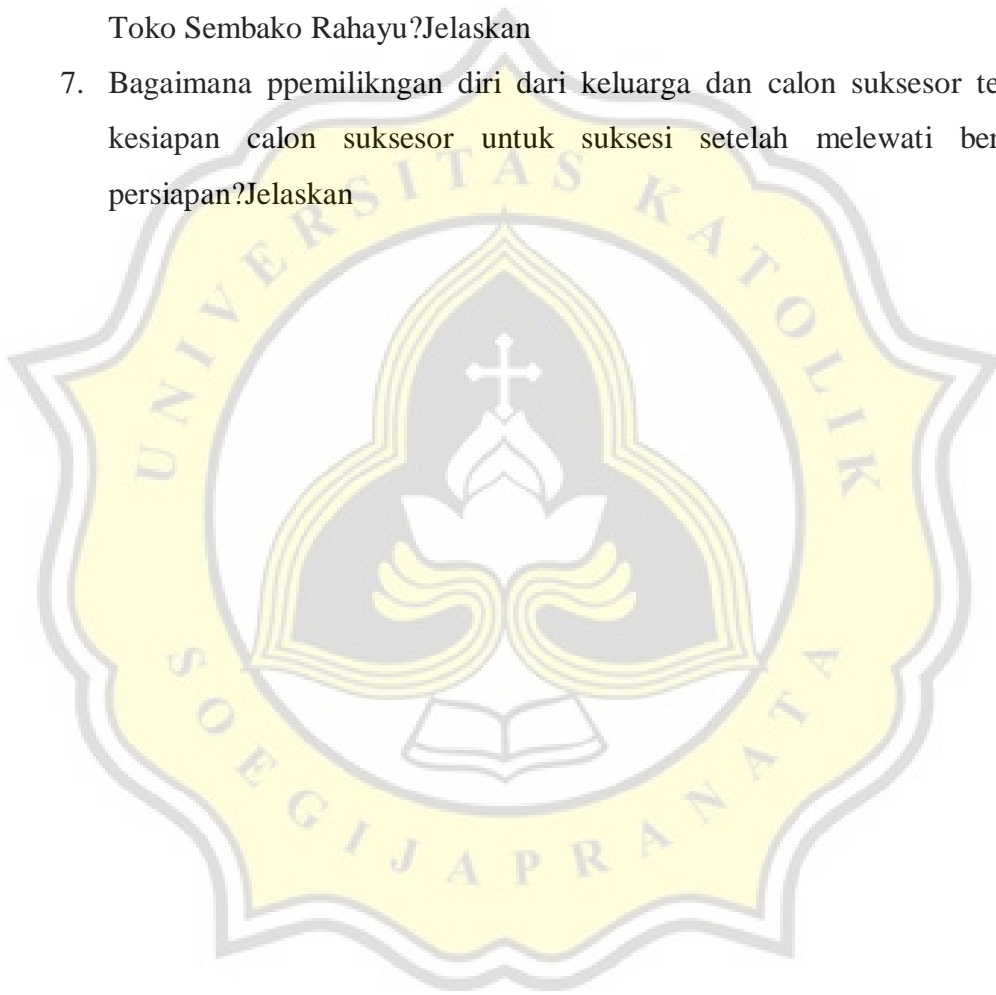 Toko Sembako Rahayu?Jelaskan
7. Bagaimana ppemilikngan diri dari keluarga dan calon suksesor te
kesiapan calon suksesor untuk suksesi setelah melewati ber
persiapan?Jelaskan
UNIVERSITAS KATOLIK
SOEGIJAPRANATA